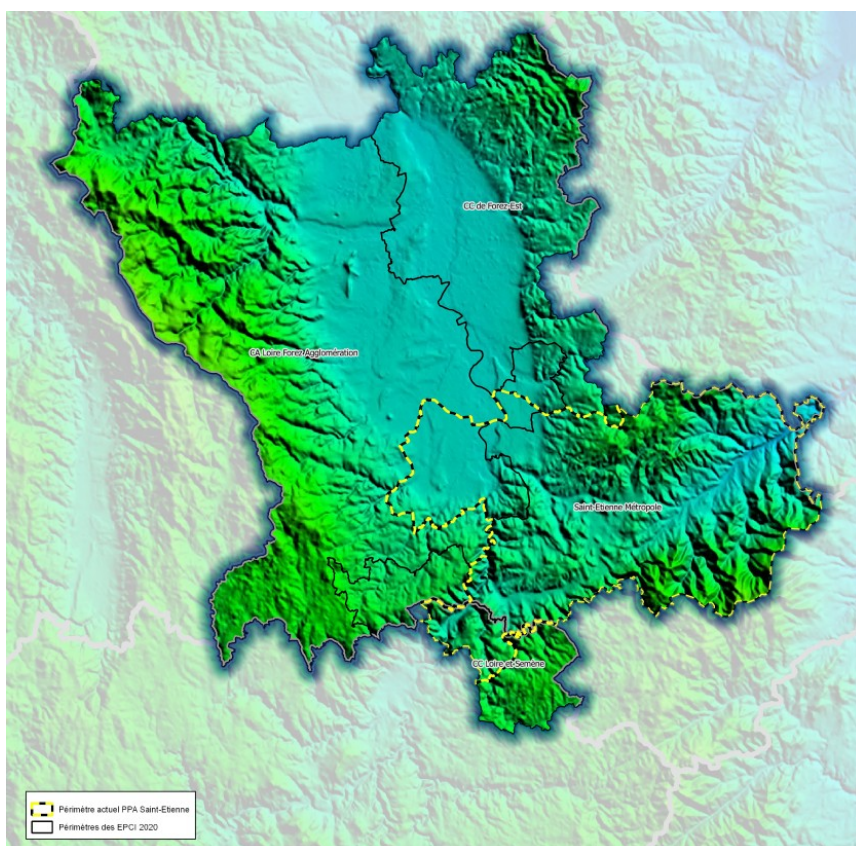 CC de Forez-Est
CA Loire Forez Agglomération
Saint-Etienne Métropole
CC Loire-et-Semène
Périmètre actuel PPA Saint-Etienne
Périmètres des EPCI 2020